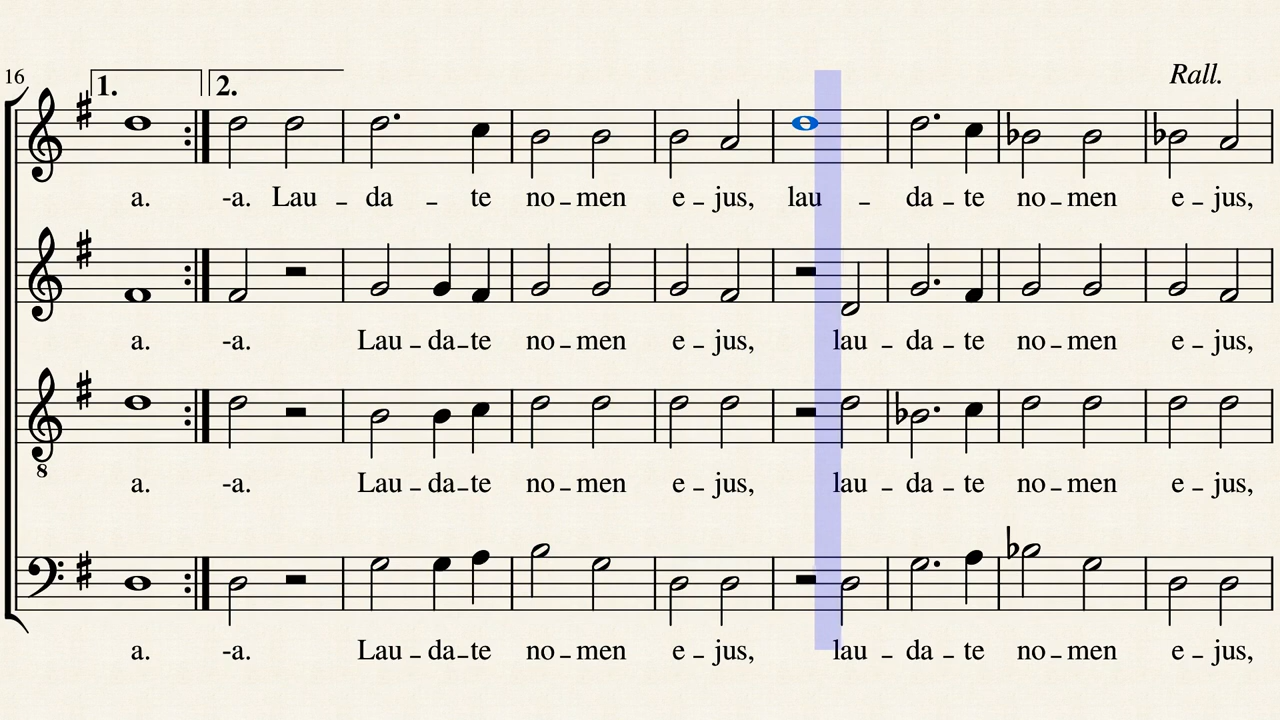 16 1. 2. Rall.
a. -a. Lau - da - te no - men e - jus, lau - da - te no - men e - jus,
a. -a. Lau - da - te no - men e - jus, lau - da - te no - men e - jus,
8
a. -a. Lau - da - te no - men e - jus, lau - da - te no - men e - jus,
a. -a. Lau - da - te no - men e - jus, lau - da - te no - men e - jus,